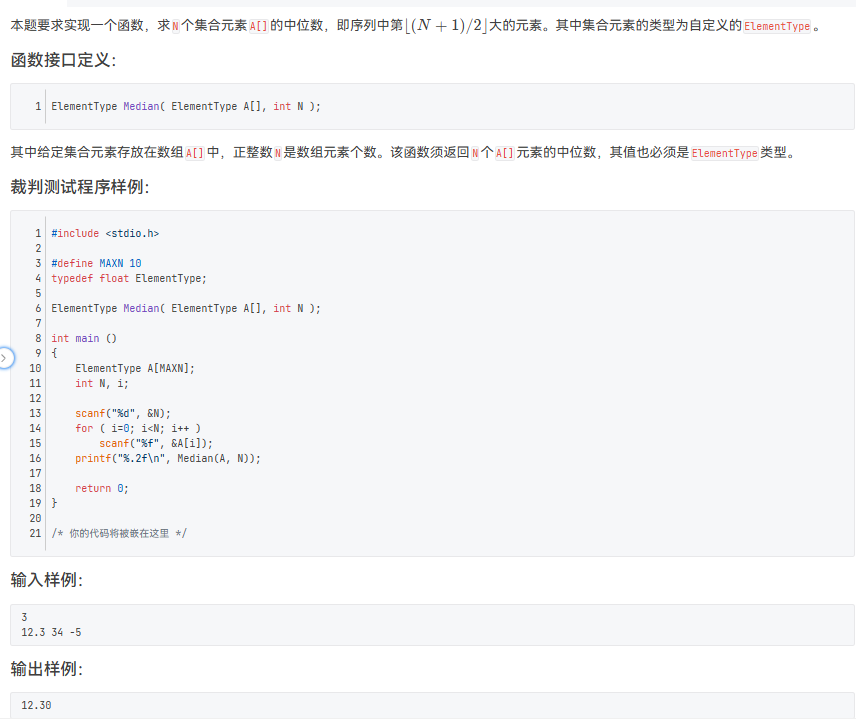 本题要求实现一个函数，求N个集合元素A[]的中位数，即序列中第⌊(N + 1)/2⌋大的元素。其中集合元素的类型为自定义的ElementType。
函数接口定义：
1 ElementType Median( ElementType A[], int N );
其中给定集合元素存放在数组A[]中，正整数N是数组元素个数。该函数须返回N个A[]元素的中位数，其值也必须是ElementType类型。
裁判测试程序样例：
1 #include <stdio.h>
2
3 #define MAXN 10
4 typedef float ElementType;
5
6 ElementType Median( ElementType A[], int N );
7
8 int main ()
9 {
10     ElementType A[MAXN];
11     int N, i;
12
13     scanf("%d", &N);
14     for ( i=0; i<N; i++ )
15         scanf("%f", &A[i]);
16     printf("%.2f\n", Median(A, N));
17
18     return 0;
19 }
20
21 /* 你的代码将被嵌在这里 */
输入样例：
3
12.3 34 -5
输出样例：
12.30